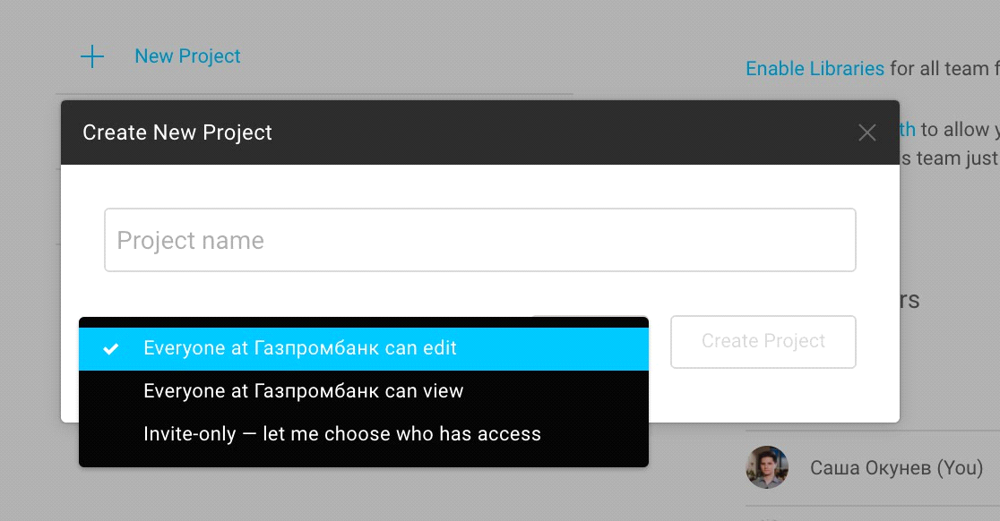 New Project
Enable Libraries for all team f
th to allow y
s team just
Create New Project
Project name
rs
Create Project
Everyone at Газпромбанк can edit
Everyone at Газпромбанк can view
Invite-only — let me choose who has access
Саша Окунев (You)